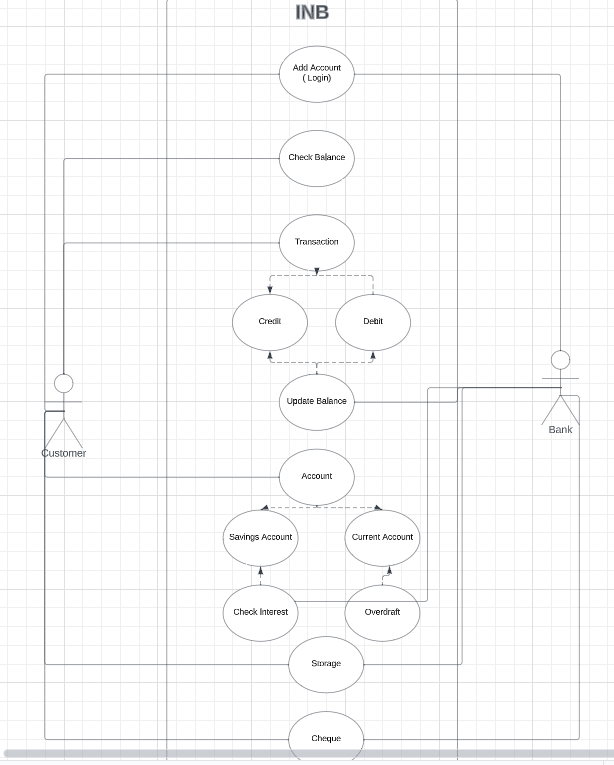 INB
Add Account
( Login)
Check Balance
Transaction
Credit
Debit
Update Balance
Customer
Bank
Account
Savings Account
Current Account
Check Interest
Overdraft
Storage
Cheque